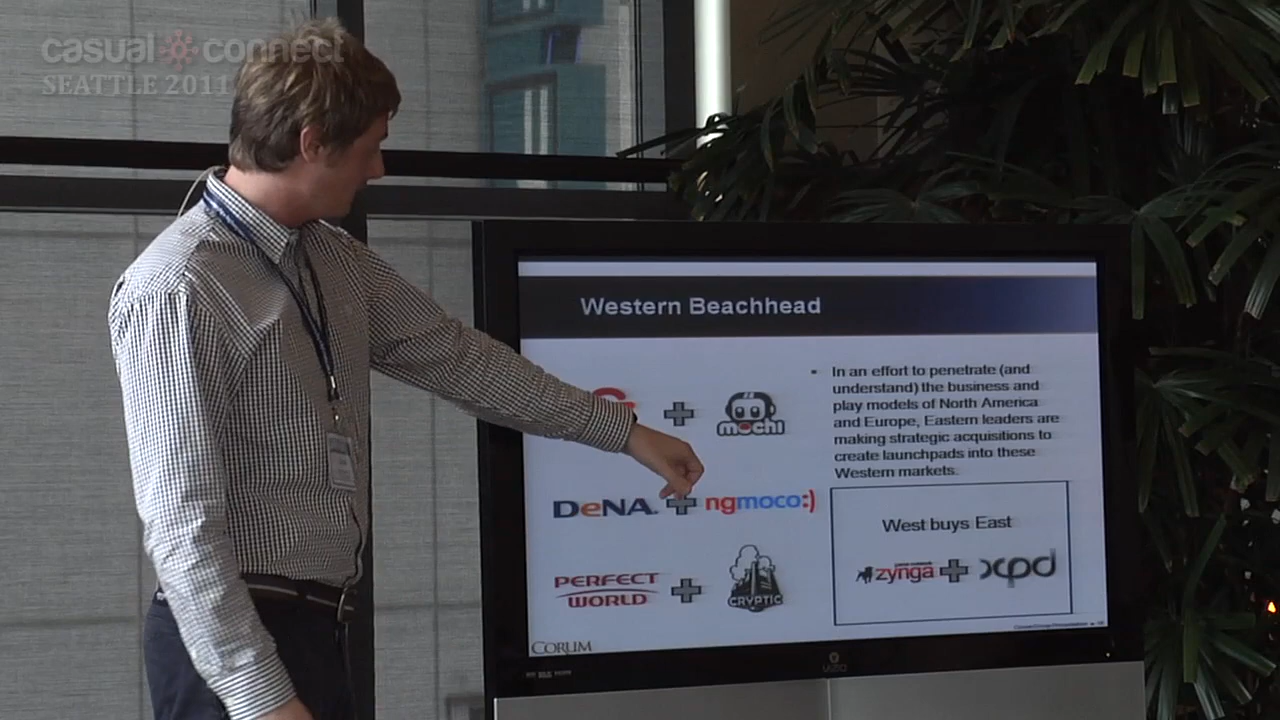 casual connect
SEATTLE 2011
Western Beachhead
mochi
DeNA
ngmoco:)
PERFECT
WORLD
CRYPTIC
• In an effort to penetrate (and
understand) the business and
play models of North America
and Europe, Eastern leaders are
making strategic acquisitions to
create launchpads into these
Western markets.
West buys East
zynga
xpd
CORUM
VIZIO